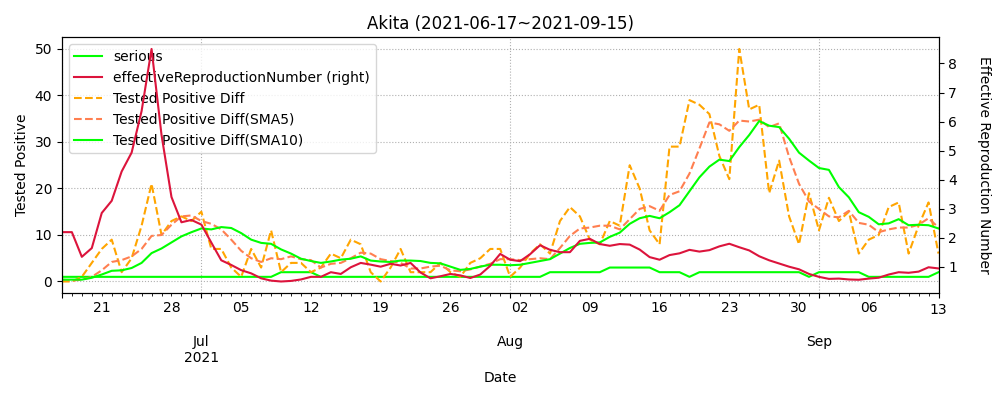 Akita (2021-06-17~2021-09-15)
serious
effectiveReproductionNumber (right)
Tested Positive Diff
Tested Positive Diff(SMA5)
Tested Positive Diff(SMA10)
Tested Positive
50
40
30
20
10
0
8
7
6
5
4
3
2
1
Effective Reproduction Number
21 28 05 12 19 26 02 09 16 23 30 06 13
Jul Aug Sep
2021
Date